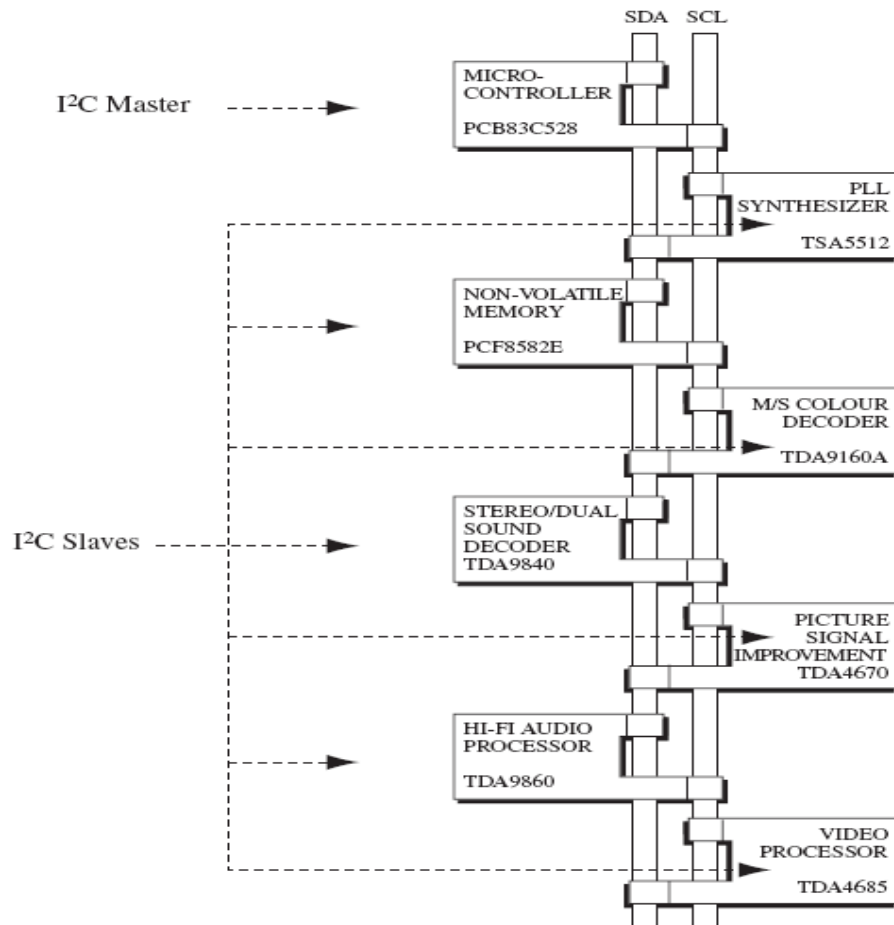 SDA SCL
I²C Master
MICRO-
CONTROLLER
PCB83C528
PLL
SYNTHESIZER
TSA5512
NON-VOLATILE
MEMORY
PCF8582E
M/S COLOUR
DECODER
TDA9160A
I²C Slaves
STEREO/DUAL
SOUND
DECODER
TDA9840
PICTURE
SIGNAL
IMPROVEMENT
TDA4670
HI-FI AUDIO
PROCESSOR
TDA9860
VIDEO
PROCESSOR
TDA4685